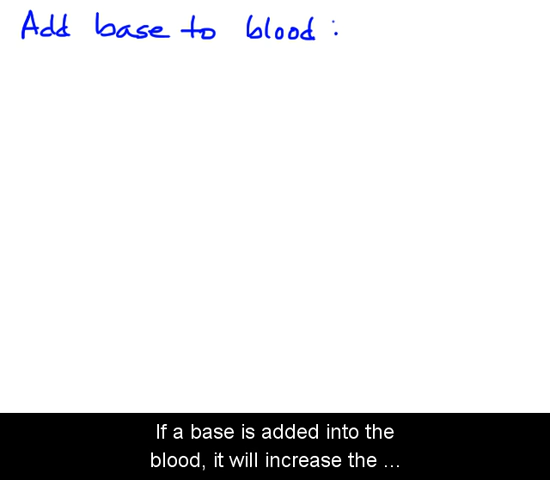 Add base to blood :
If a base is added into the
blood, it will increase the ...